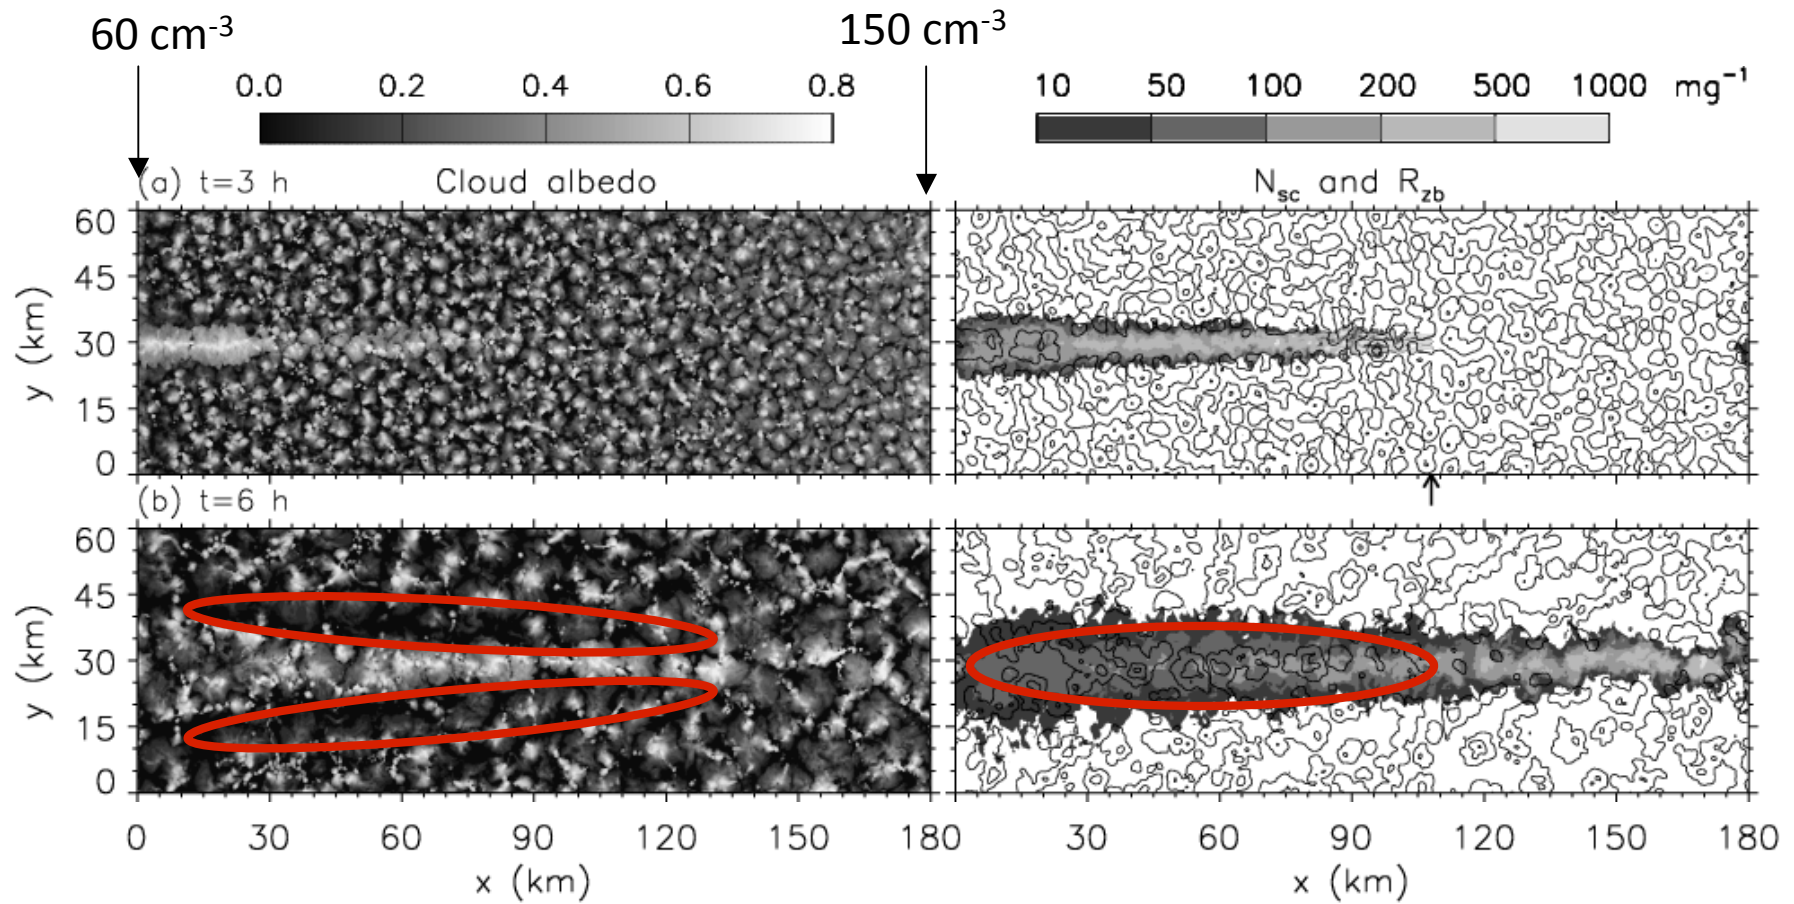 60 cm-3 150 cm-3
0.0 0.2 0.4 0.6 0.8 10 50 100 200 500 1000 mg⁻¹
(a) t=3 h Cloud albedo Nsc and Rzb
60
45
30
15
0
y (km)
(b) t=6 h
60
45
30
15
0
y (km)
0 30 60 90 120 150 180 30 60 90 120 150 180
x (km) x (km)